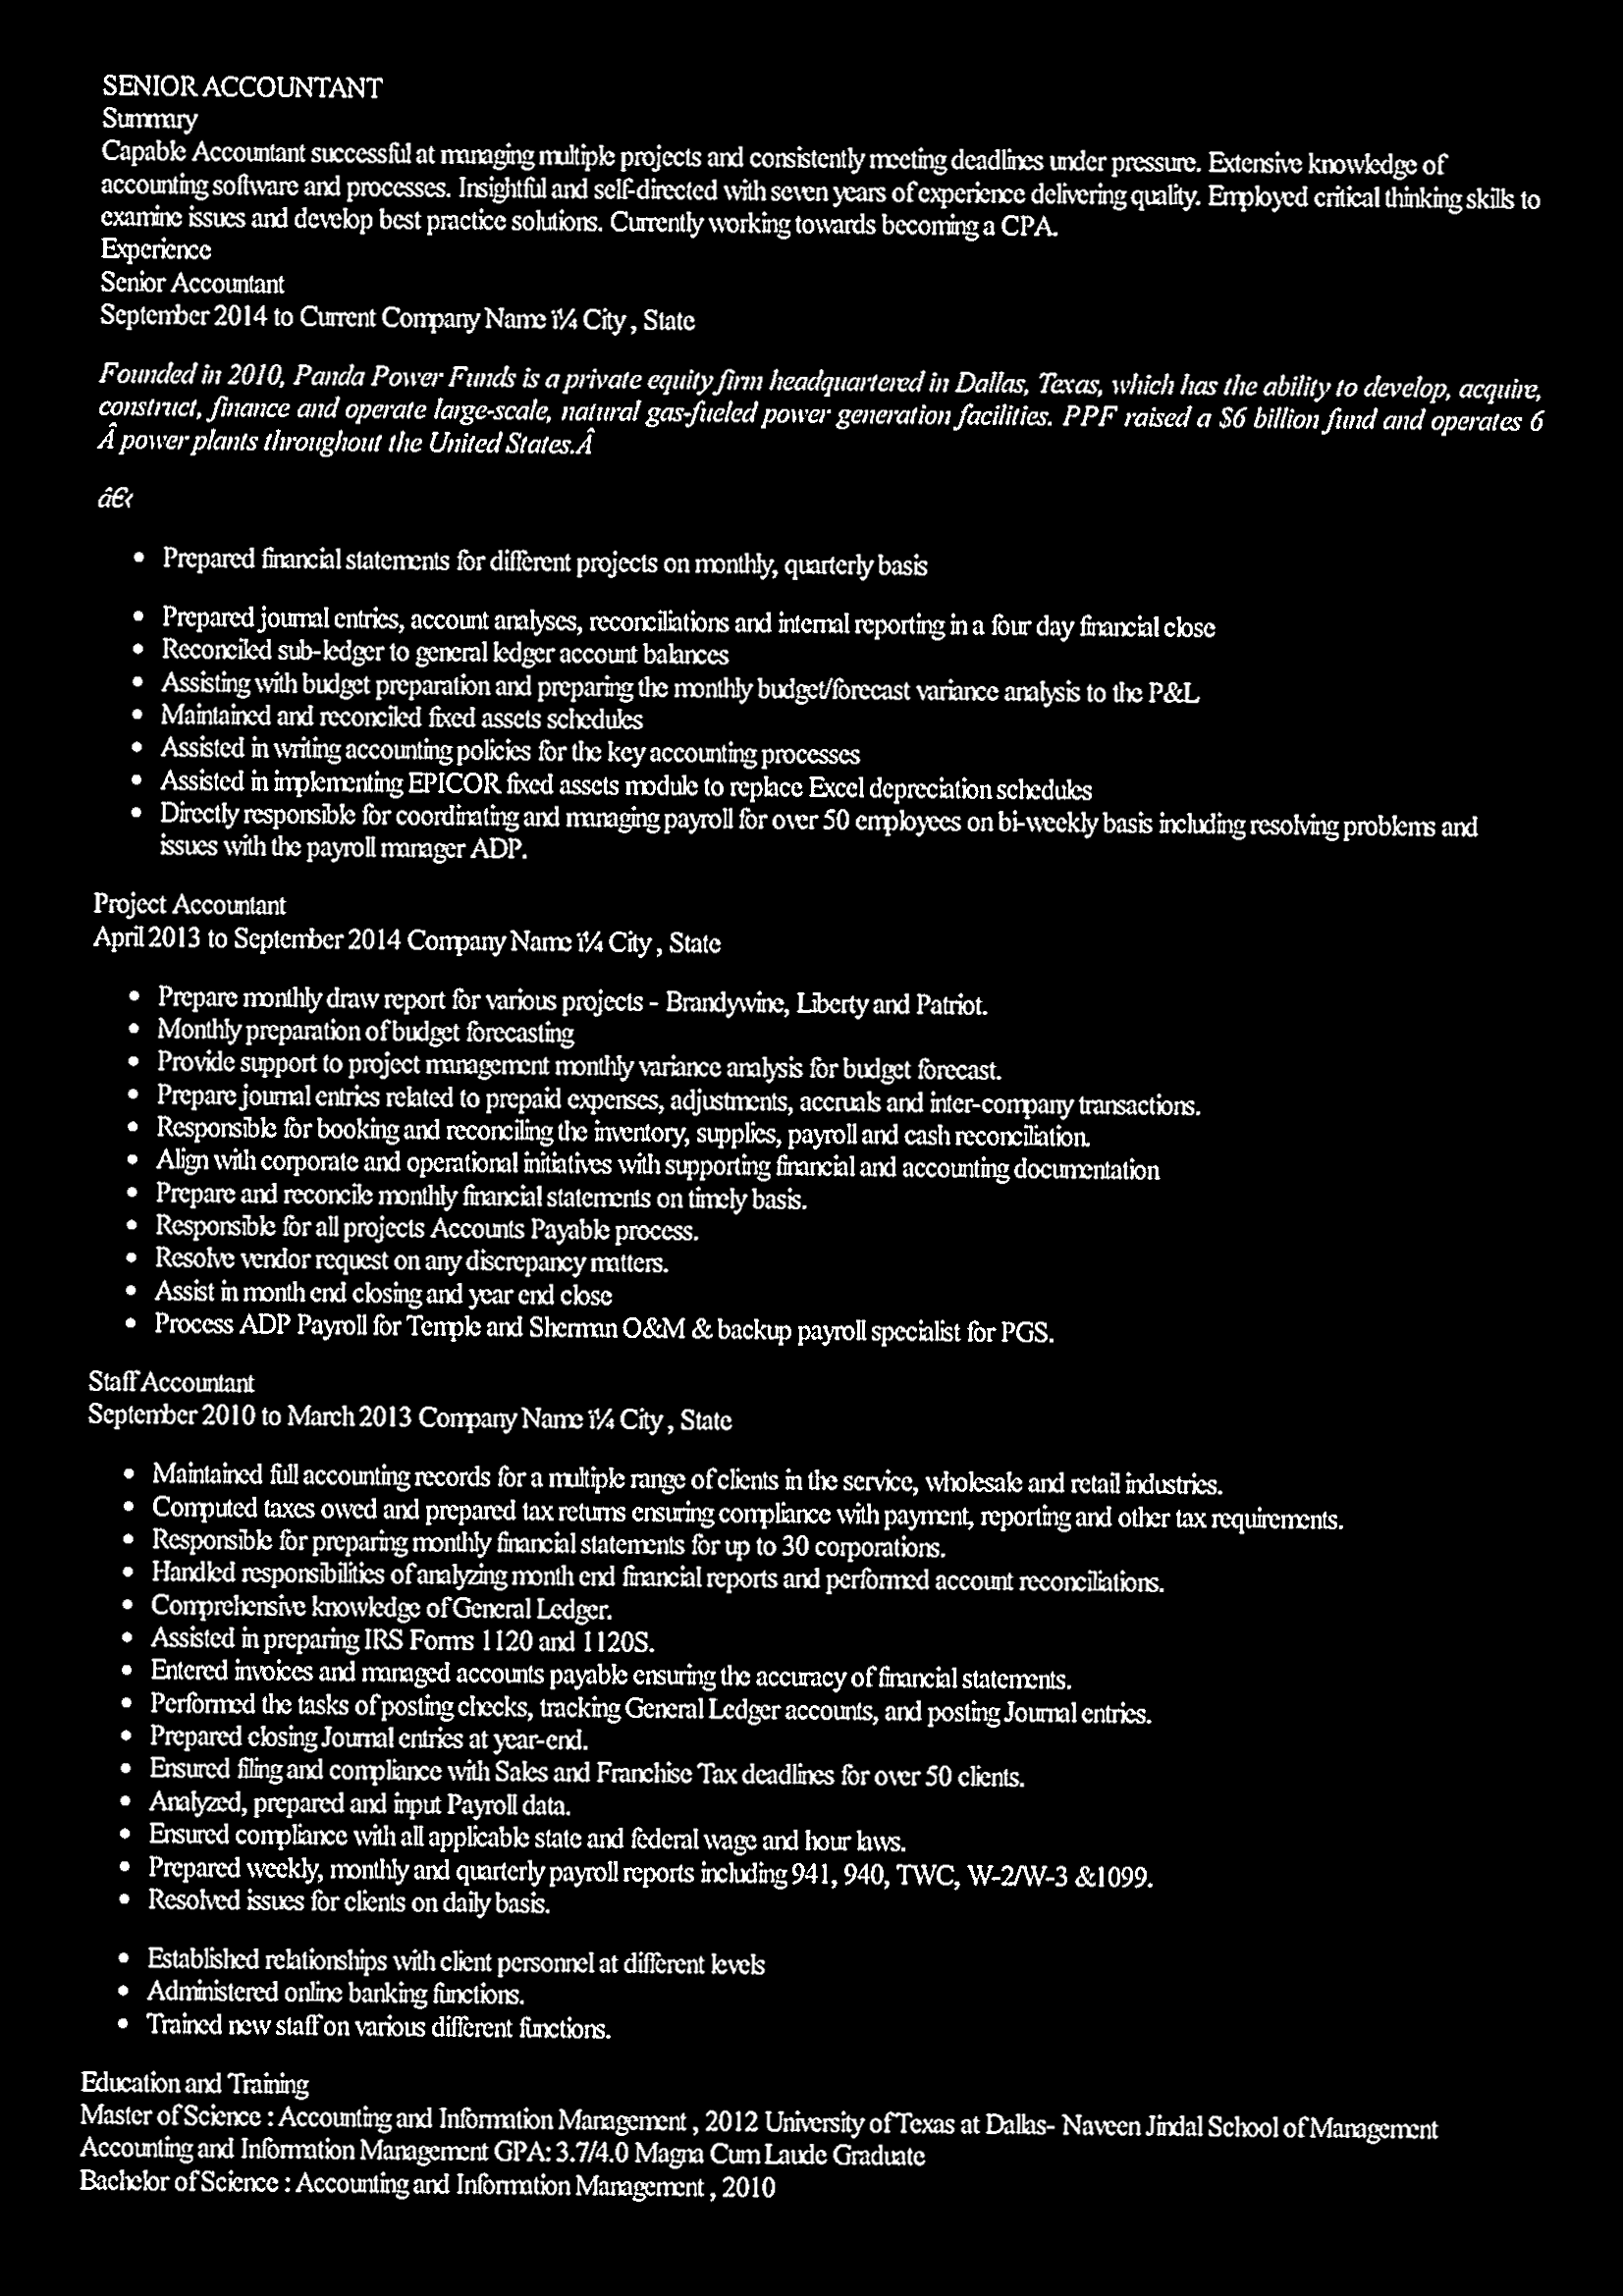 SENIOR ACCOUNTANT
Summary
Capable Accountant successful at managing multiple projects and consistently meeting deadlines under pressure. Extensive knowledge of
accounting software and processes. Insightful and self-directed with seven years of experience delivering quality. Employed critical thinking skills to
examine issues and develop best practice solutions. Currently working towards becoming a CPA.
Experience
Senior Accountant
September 2014 to Current Company Name ï¼ City , State
Founded in 2010, Panda Power Funds is a private equity firm headquartered in Dallas, Texas, which has the ability to develop, acquire,
construct, finance and operate large-scale, natural gas-fueled power generation facilities. PPF raised a $6 billion fund and operates 6
Â power plants throughout the United States.Â
â€‹
• Prepared financial statements for different projects on monthly, quarterly basis
• Prepared journal entries, account analyses, reconciliations and internal reporting in a four day financial close
• Reconciled sub-ledger to general ledger account balances
• Assisting with budget preparation and preparing the monthly budget/forecast variance analysis to the P&L
• Maintained and reconciled fixed assets schedules
• Assisted in writing accounting policies for the key accounting processes
• Assisted in implementing EPICOR fixed assets module to replace Excel depreciation schedules
• Directly responsible for coordinating and managing payroll for over 50 employees on bi-weekly basis including resolving problems and
issues with the payroll manager ADP.
Project Accountant
April 2013 to September 2014 Company Name ï¼ City , State
• Prepare monthly draw report for various projects - Brandywine, Liberty and Patriot.
• Monthly preparation of budget forecasting
• Provide support to project management monthly variance analysis for budget forecast.
• Prepare journal entries related to prepaid expenses, adjustments, accruals and inter-company transactions.
• Responsible for booking and reconciling the inventory, supplies, payroll and cash reconciliation.
• Align with corporate and operational initiatives with supporting financial and accounting documentation
• Prepare and reconcile monthly financial statements on timely basis.
• Responsible for all projects Accounts Payable process.
• Resolve vendor request on any discrepancy matters.
• Assist in month end closing and year end close
• Process ADP Payroll for Temple and Sherman O&M & backup payroll specialist for PGS.
Staff Accountant
September 2010 to March 2013 Company Name ï¼ City , State
• Maintained full accounting records for a multiple range of clients in the service, wholesale and retail industries.
• Computed taxes owed and prepared tax returns ensuring compliance with payment, reporting and other tax requirements.
• Responsible for preparing monthly financial statements for up to 30 corporations.
• Handled responsibilities of analyzing month end financial reports and performed account reconciliations.
• Comprehensive knowledge of General Ledger.
• Assisted in preparing IRS Forms 1120 and 1120S.
• Entered invoices and managed accounts payable ensuring the accuracy of financial statements.
• Performed the tasks of posting checks, tracking General Ledger accounts, and posting Journal entries.
• Prepared closing Journal entries at year-end.
• Ensured filing and compliance with Sales and Franchise Tax deadlines for over 50 clients.
• Analyzed, prepared and input Payroll data.
• Ensured compliance with all applicable state and federal wage and hour laws.
• Prepared weekly, monthly and quarterly payroll reports including 941, 940, TWC, W-2/W-3 &1099.
• Resolved issues for clients on daily basis.
• Established relationships with client personnel at different levels
• Administered online banking functions.
• Trained new staff on various different functions.
Education and Training
Master of Science : Accounting and Information Management , 2012 University of Texas at Dallas- Naveen Jindal School of Management
Accounting and Information Management GPA: 3.7/4.0 Magna Cum Laude Graduate
Bachelor of Science : Accounting and Information Management , 2010